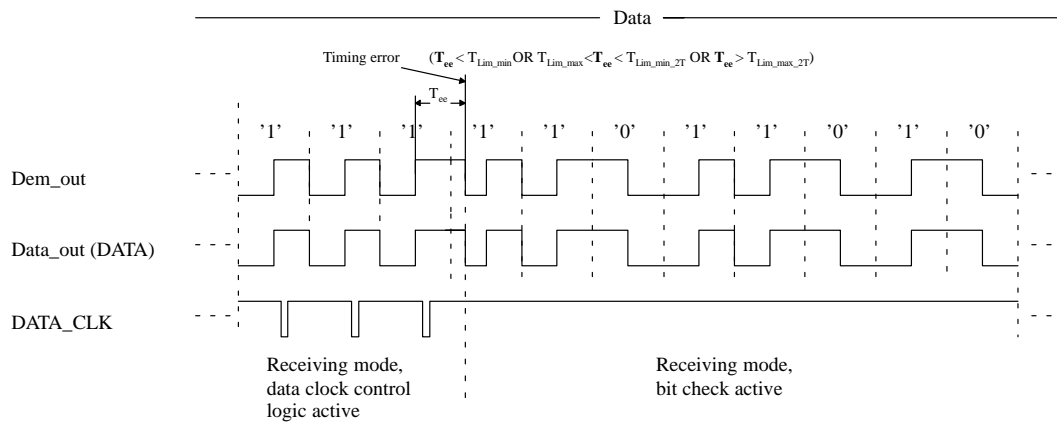 Data
Timing error (Tee < TLim_min OR TLim_max < Tee < TLim_min_2T OR Tee > TLim_max_2T)
Tee
'1' '1' '1' '1' '1' '0' '1' '1' '0' '1' '0'
Dem_out
Data_out (DATA)
DATA_CLK
Receiving mode,
data clock control
logic active
Receiving mode,
bit check active